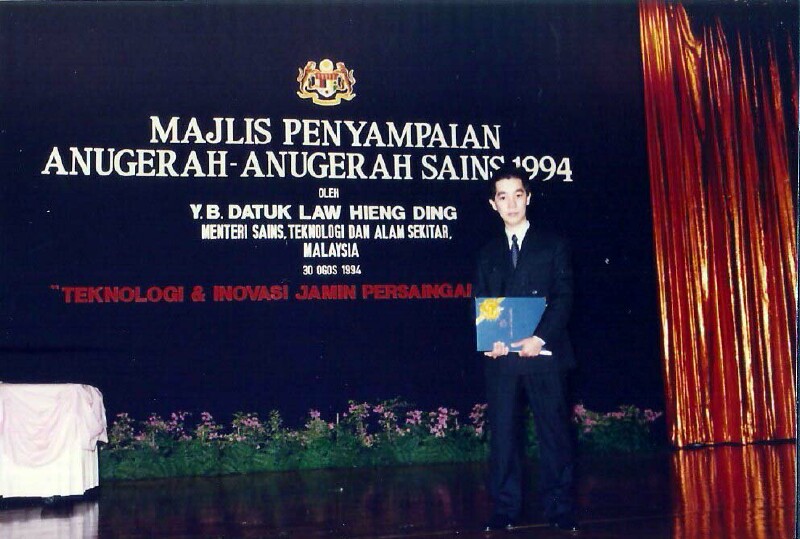 MAJLIS PENYAMPAIAN
ANUGERAH-ANUGERAH SAINS 1994
OLEH
Y.B. DATUK LAW HIENG DING
MENTERI SAINS, TEKNOLOGI DAN ALAM SEKITAR,
MALAYSIA
30 OGOS 1994
"TEKNOLOGI & INOVASI JAMIN PERSAINGA